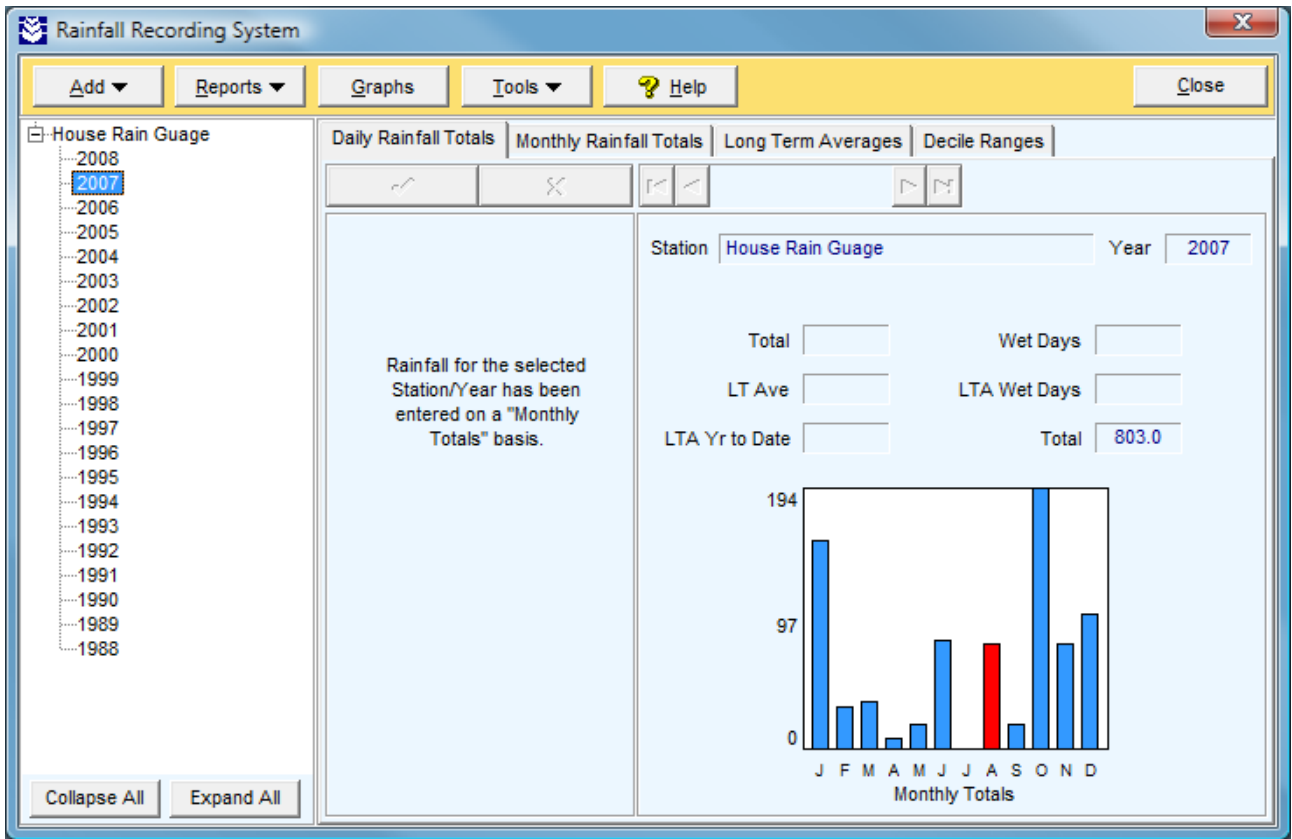 Rainfall Recording System
X
Add ▼ Reports ▼ Graphs Tools ▼ ? Help Close
House Rain Guage
2008
2007
2006
2005
2004
2003
2002
2001
2000
1999
1998
1997
1996
1995
1994
1993
1992
1991
1990
1989
1988
Collapse All Expand All
Daily Rainfall Totals Monthly Rainfall Totals Long Term Averages Decile Ranges
Rainfall for the selected
Station/Year has been
entered on a "Monthly
Totals" basis.
Station House Rain Guage Year 2007
Total Wet Days
LT Ave LTA Wet Days
LTA Yr to Date Total 803.0
194
97
0
J F M A M J J A S O N D
Monthly Totals